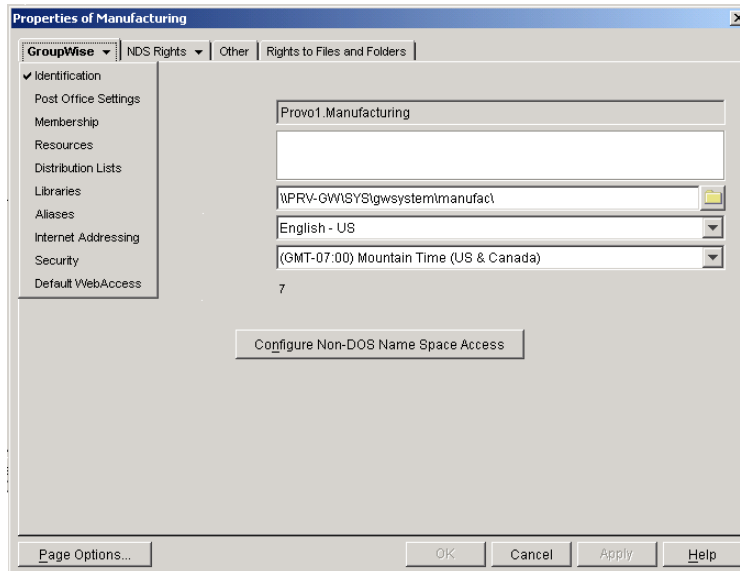 Properties of Manufacturing
GroupWise NDS Rights Other Rights to Files and Folders
Identification
Post Office Settings
Provo1.Manufacturing
Membership
Resources
Distribution Lists
Libraries
\\PRV-GW\SYS\gwsystem\manufac\
Aliases
English - US
Internet Addressing
Security
(GMT-07:00) Mountain Time (US & Canada)
Default WebAccess
7
Configure Non-DOS Name Space Access
Page Options... OK Cancel Apply Help